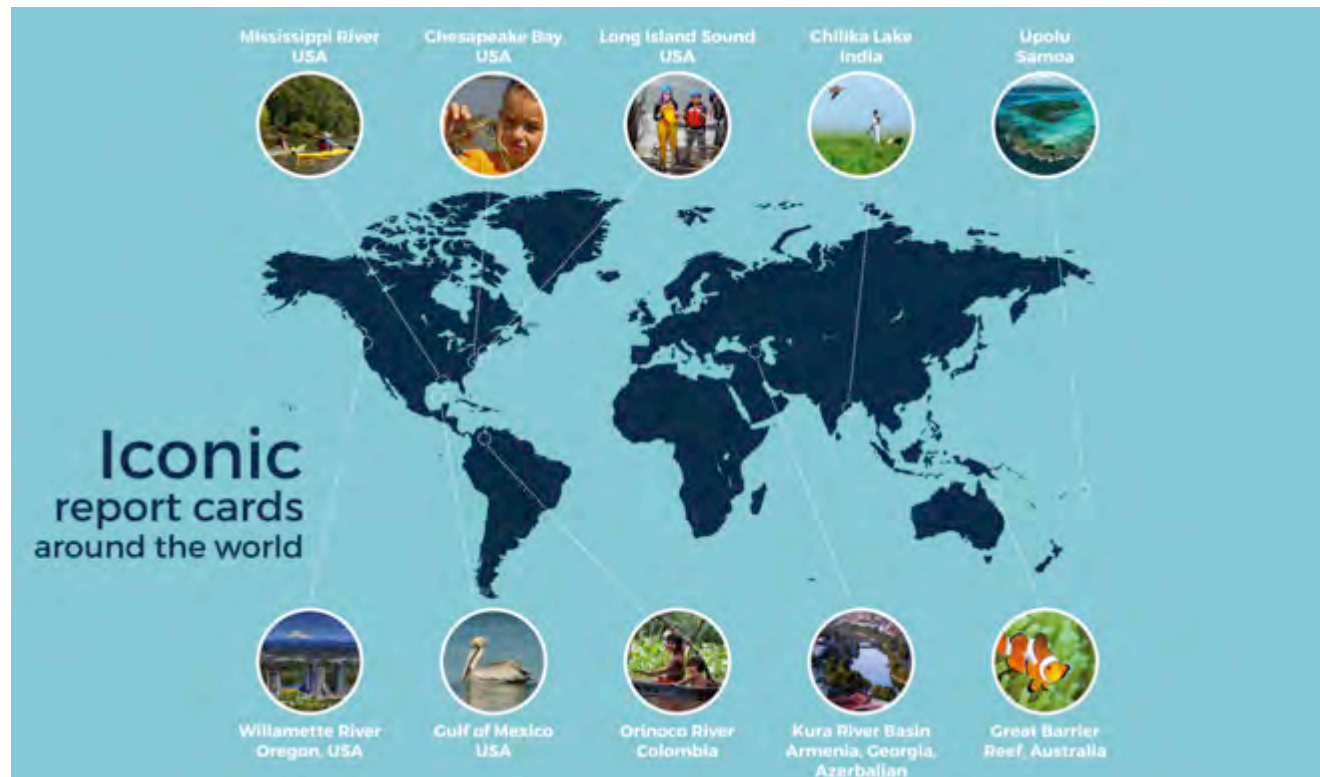 Mississippi River
USA
Chesapeake Bay
USA
Long Island Sound
USA
Chilika Lake
India
Upolu
Samoa
Iconic
report cards
around the world
Willamette River
Oregon, USA
Gulf of Mexico
USA
Orinoco River
Colombia
Kura River Basin
Armenia, Georgia,
Azerbaijan
Great Barrier
Reef, Australia